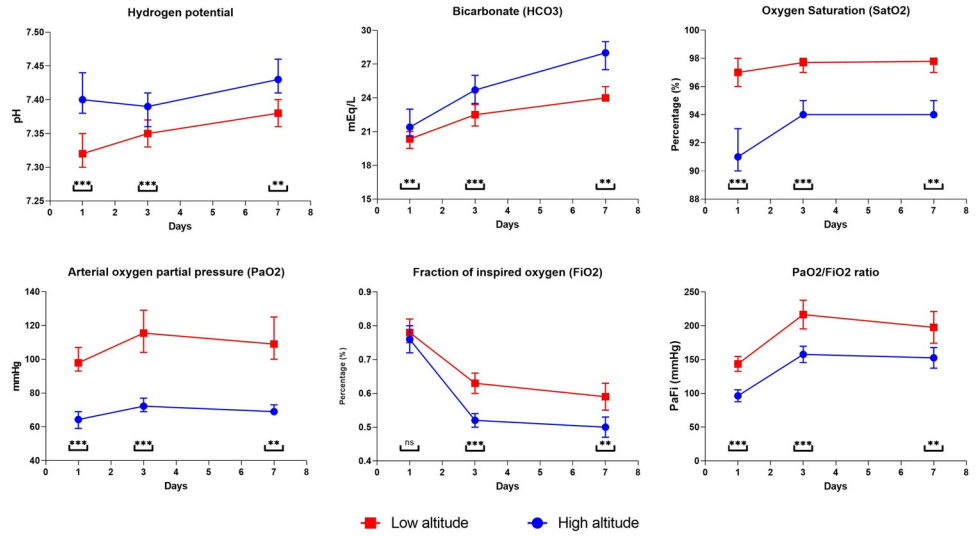 Hydrogen potential
7.50
7.45
7.40
7.35
7.30
7.25
pH
*** *** **
0 1 2 3 4 5 6 7 8
Days
Bicarbonate (HCO3)
30
27
24
21
18
15
mEq/L
** *** **
0 1 2 3 4 5 6 7 8
Days
Oxygen Saturation (SatO2)
98
96
94
92
90
88
Percentage (%)
*** *** **
0 1 2 3 4 5 6 7 8
Days
Arterial oxygen partial pressure (PaO2)
140
120
100
80
60
40
mmHg
*** *** **
0 1 2 3 4 5 6 7 8
Days
Fraction of inspired oxygen (FiO2)
0.9
0.8
0.7
0.6
0.5
0.4
Percentage (%)
ns *** **
0 1 2 3 4 5 6 7 8
Days
PaO2/FiO2 ratio
250
200
150
100
50
0
PaFi (mmHg)
*** *** **
0 1 2 3 4 5 6 7 8
Days
Low altitude
High altitude